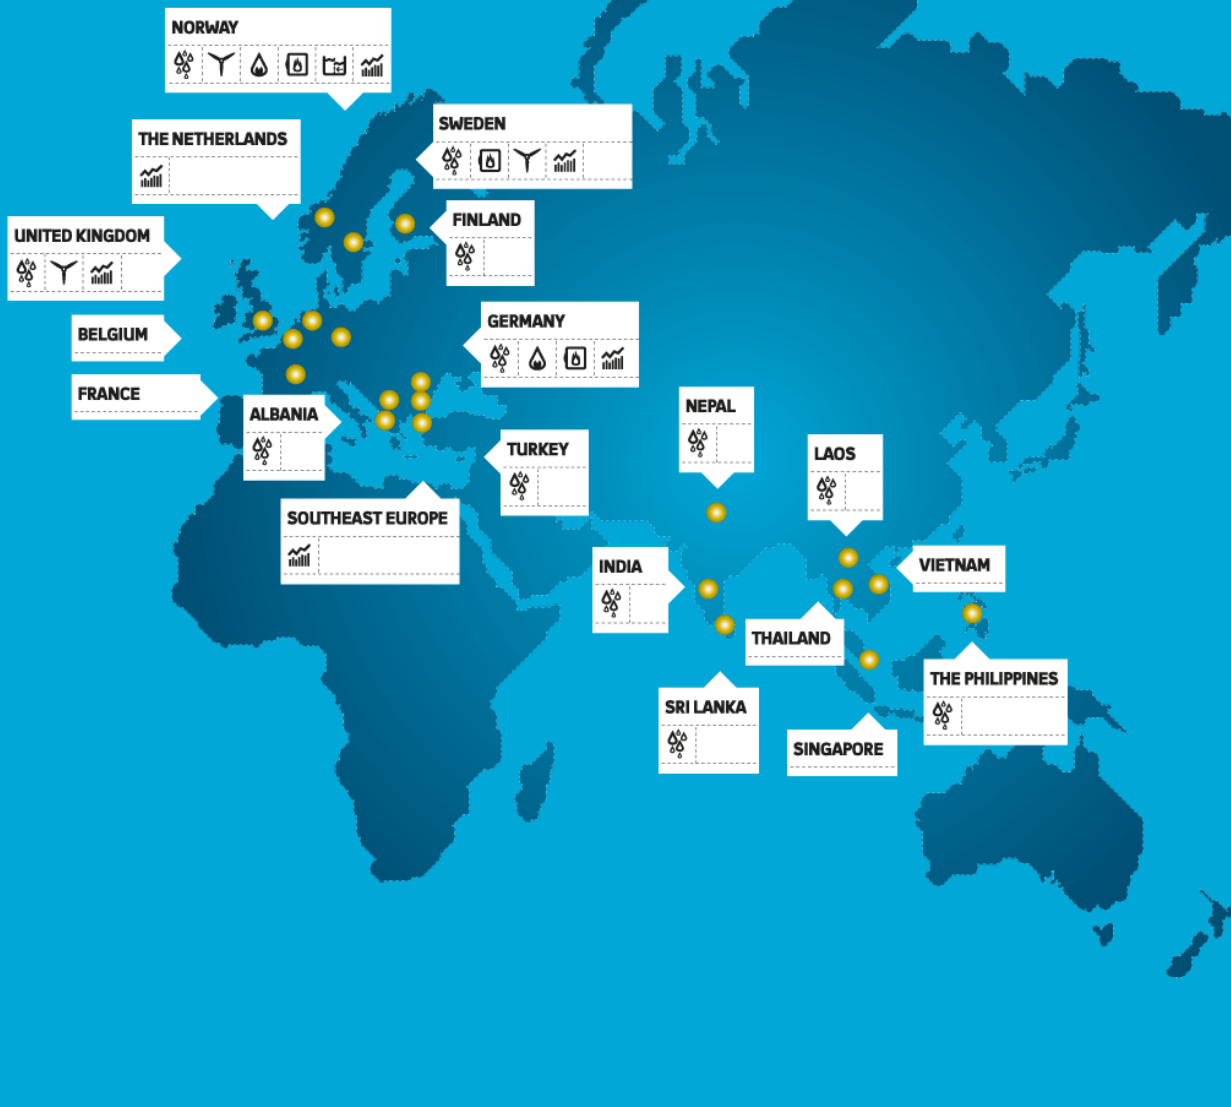 NORWAY
THE NETHERLANDS
SWEDEN
UNITED KINGDOM
FINLAND
BELGIUM
GERMANY
FRANCE
ALBANIA
NEPAL
TURKEY
LAOS
SOUTHEAST EUROPE
INDIA
VIETNAM
THAILAND
THE PHILIPPINES
SRI LANKA
SINGAPORE